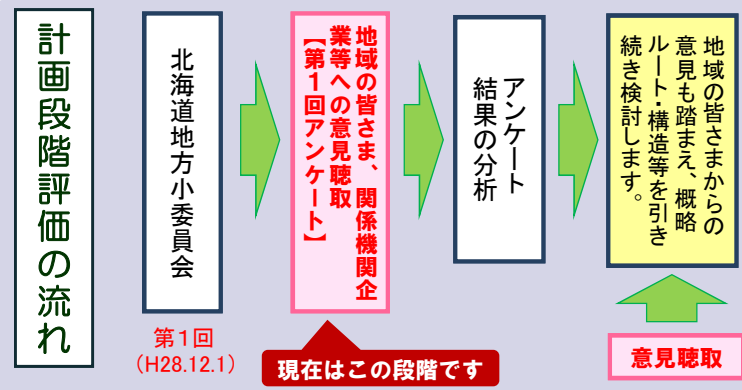 計画段階評価の流れ
北海道地方小委員会
第1回
(H28.12.1)
地域の皆さま、関係機関企
業等への意見聴取
【第1回アンケート】
現在はこの段階です
アンケート
結果の分析
地域の皆さまからの
意見も踏まえ、概略
ルート・構造等を引き
続き検討します。
意見聴取